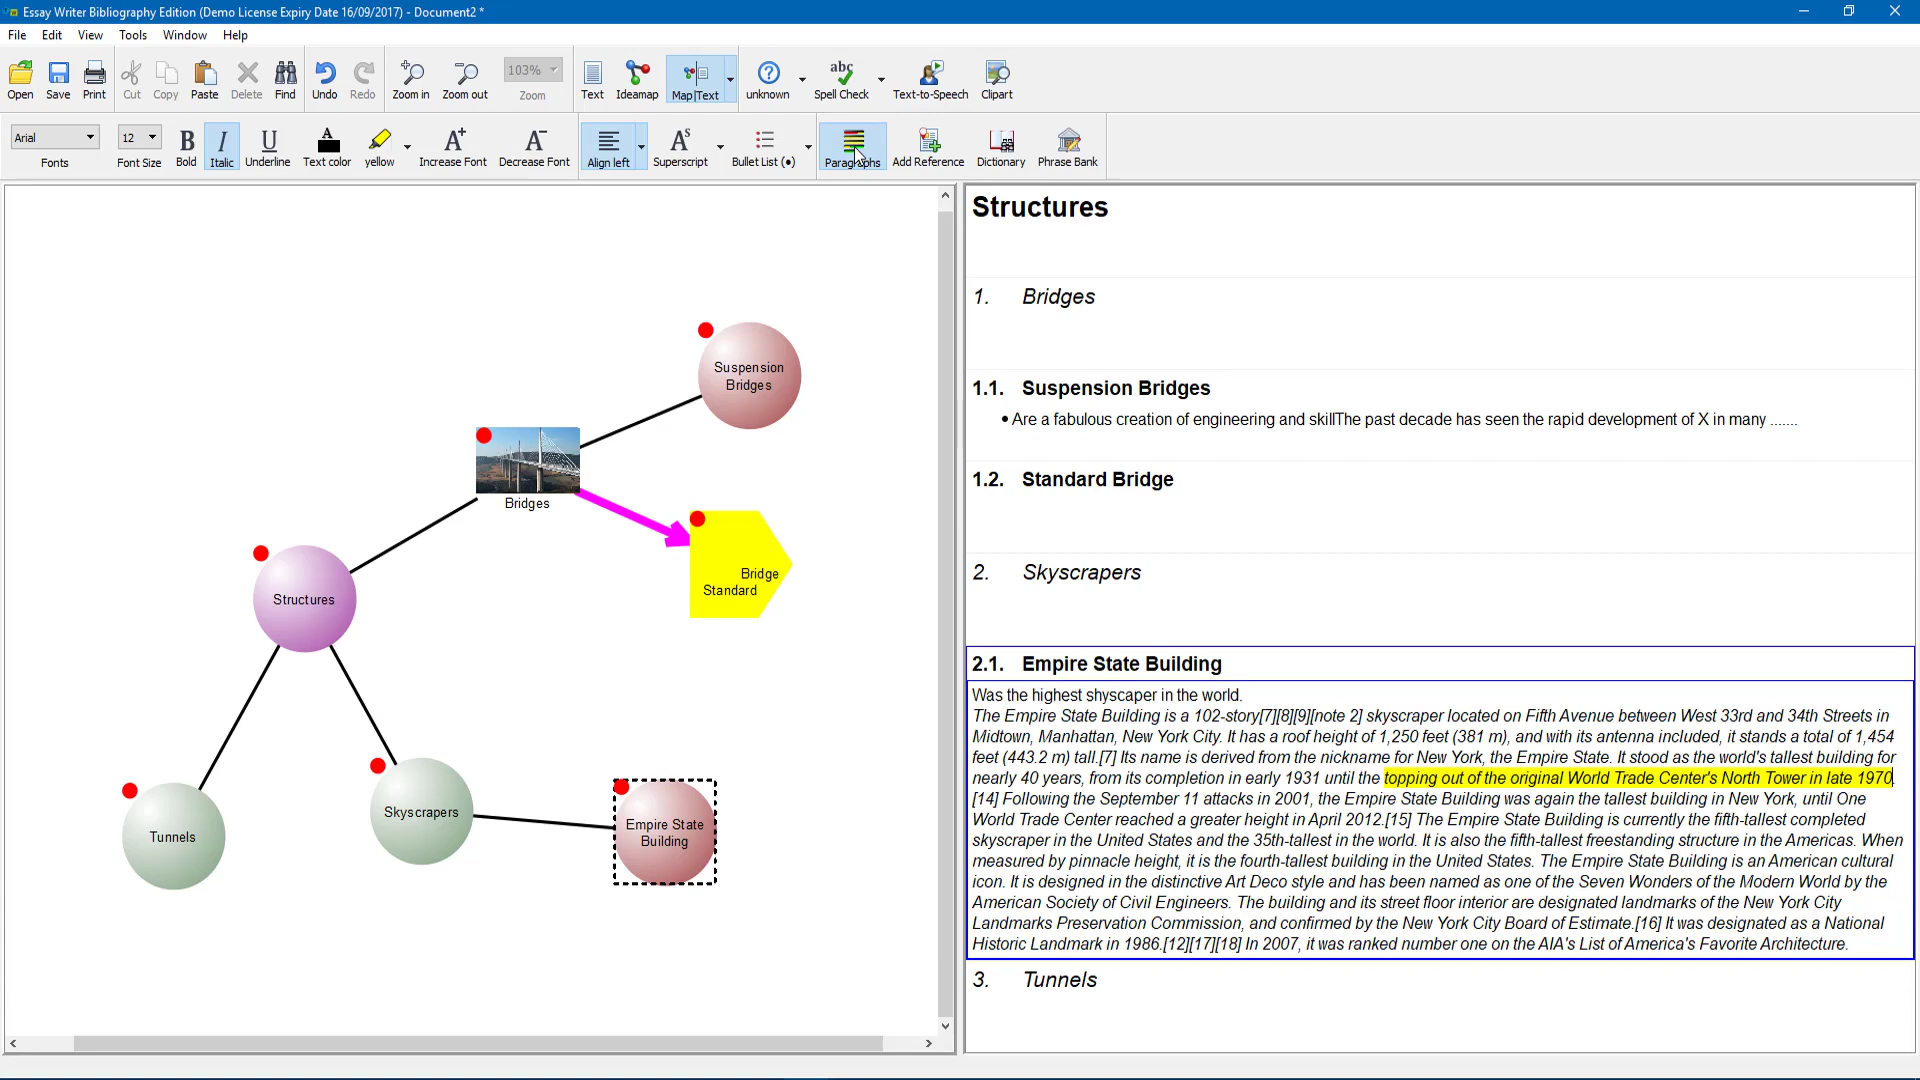 Essay Writer Bibliography Edition (Demo License Expiry Date 16/09/2017) - Document2 *
File Edit View Tools Window Help
Open Save Print Cut Copy Paste Delete Find Undo Redo Zoom in Zoom out 103% Zoom Text Ideamap Map|Text unknown abc Spell Check Text-to-Speech Clipart
Arial Fonts 12 Font Size B Bold I Italic U Underline A Text color yellow A+ Increase Font A- Decrease Font Align left AS Superscript Bullet List (•) Paragraphs Add Reference Dictionary Phrase Bank
Suspension
Bridges
Bridges
Bridge
Standard
Structures
Tunnels
Skyscrapers
Empire State
Building
Structures
1. Bridges
1.1. Suspension Bridges
• Are a fabulous creation of engineering and skillThe past decade has seen the rapid development of X in many .......
1.2. Standard Bridge
2. Skyscrapers
2.1. Empire State Building
Was the highest shyscaper in the world.
The Empire State Building is a 102-story[7][8][9][note 2] skyscraper located on Fifth Avenue between West 33rd and 34th Streets in
Midtown, Manhattan, New York City. It has a roof height of 1,250 feet (381 m), and with its antenna included, it stands a total of 1,454
feet (443.2 m) tall.[7] Its name is derived from the nickname for New York, the Empire State. It stood as the world's tallest building for
nearly 40 years, from its completion in early 1931 until the topping out of the original World Trade Center's North Tower in late 1970.
[14] Following the September 11 attacks in 2001, the Empire State Building was again the tallest building in New York, until One
World Trade Center reached a greater height in April 2012.[15] The Empire State Building is currently the fifth-tallest completed
skyscraper in the United States and the 35th-tallest in the world. It is also the fifth-tallest freestanding structure in the Americas. When
measured by pinnacle height, it is the fourth-tallest building in the United States. The Empire State Building is an American cultural
icon. It is designed in the distinctive Art Deco style and has been named as one of the Seven Wonders of the Modern World by the
American Society of Civil Engineers. The building and its street floor interior are designated landmarks of the New York City
Landmarks Preservation Commission, and confirmed by the New York City Board of Estimate.[16] It was designated as a National
Historic Landmark in 1986.[12][17][18] In 2007, it was ranked number one on the AIA's List of America's Favorite Architecture.
3. Tunnels